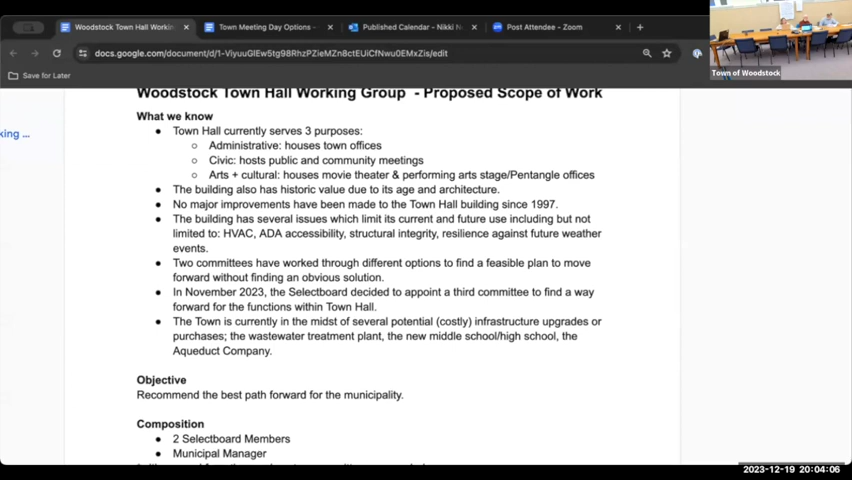 Woodstock Town Hall Workin
Town Meeting Day Options -
Published Calendar - Nikki N
Post Attendee - Zoom
docs.google.com/document/d/1-ViyuuGlEw5tg98RhzPZieMZn8ctEUiCfNwu0EMxZis/edit
Save for Later
Town of Woodstock
king ...
Woodstock Town Hall Working Group - Proposed Scope of Work
What we know
● Town Hall currently serves 3 purposes:
○ Administrative: houses town offices
○ Civic: hosts public and community meetings
○ Arts + cultural: houses movie theater & performing arts stage/Pentangle offices
● The building also has historic value due to its age and architecture.
● No major improvements have been made to the Town Hall building since 1997.
● The building has several issues which limit its current and future use including but not
limited to: HVAC, ADA accessibility, structural integrity, resilience against future weather
events.
● Two committees have worked through different options to find a feasible plan to move
forward without finding an obvious solution.
● In November 2023, the Selectboard decided to appoint a third committee to find a way
forward for the functions within Town Hall.
● The Town is currently in the midst of several potential (costly) infrastructure upgrades or
purchases; the wastewater treatment plant, the new middle school/high school, the
Aqueduct Company.
Objective
Recommend the best path forward for the municipality.
Composition
● 2 Selectboard Members
● Municipal Manager
2023-12-19 20:04:06